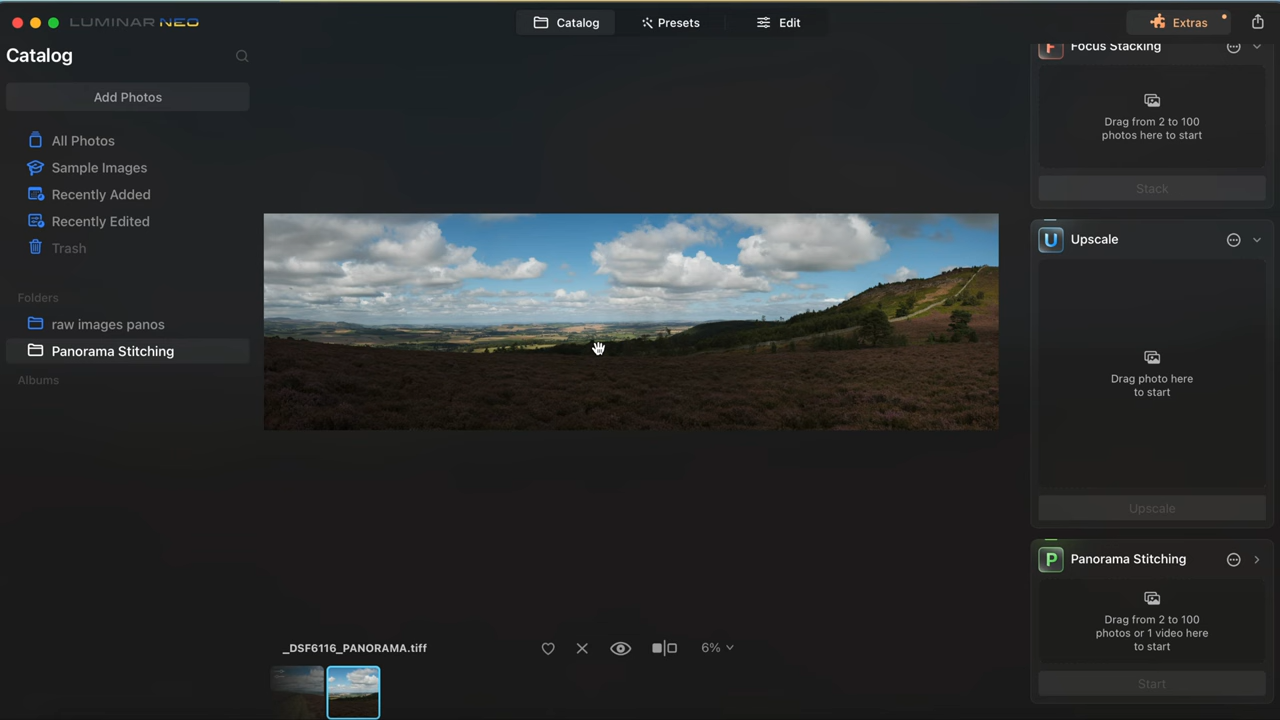 LUMINAR NEO
Catalog
Presets
Edit
Extras
Catalog
Add Photos
All Photos
Sample Images
Recently Added
Recently Edited
Trash
Folders
raw images panos
Panorama Stitching
Albums
_DSF6116_PANORAMA.tiff
6%
F Focus Stacking
Drag from 2 to 100
photos here to start
Stack
U Upscale
Drag photo here
to start
Upscale
P Panorama Stitching
Drag from 2 to 100
photos or 1 video here
to start
Start